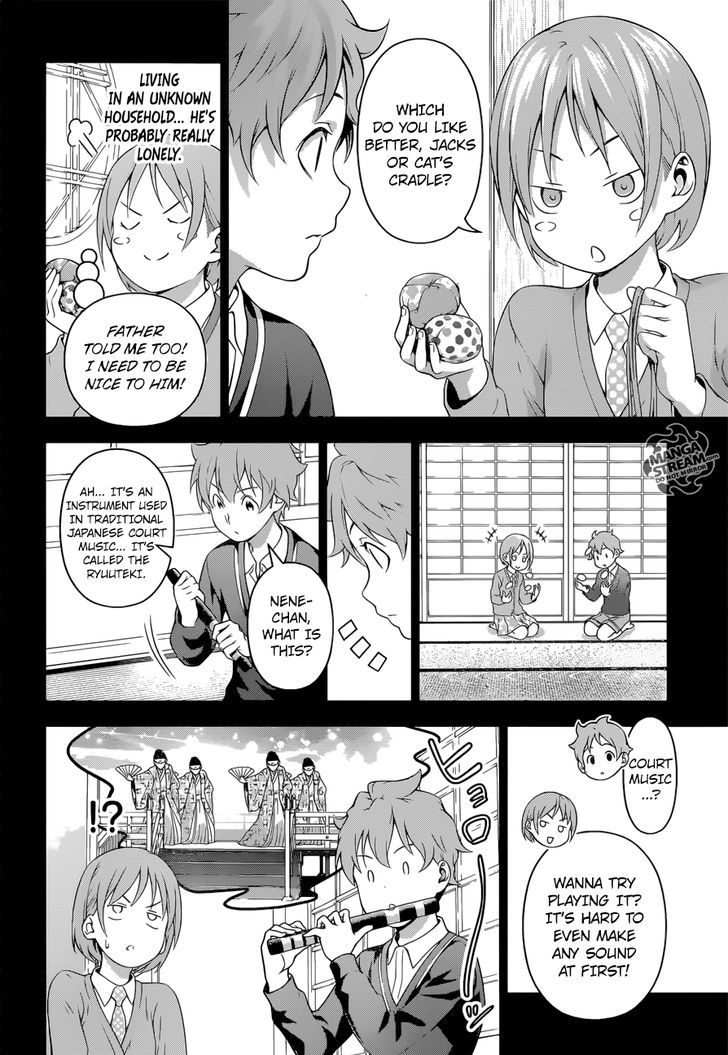 WHICH
DO YOU LIKE
BETTER, JACKS
OR CAT'S
CRADLE?
LIVING
IN AN UNKNOWN
HOUSEHOLD... HE'S
PROBABLY REALLY
LONELY.
FATHER
TOLD ME TOO!
I NEED TO BE
NICE TO HIM!
MANGA
STREAM.com
DO NOT MIRROR
NENE-
CHAN,
WHAT IS
THIS?
AH... IT'S AN
INSTRUMENT USED
IN TRADITIONAL
JAPANESE COURT
MUSIC... IT'S
CALLED THE
RYUUTEKI.
COURT
MUSIC
...?
WANNA TRY
PLAYING IT?
IT'S HARD TO
EVEN MAKE
ANY SOUND
AT FIRST!
ヒョロ
!?